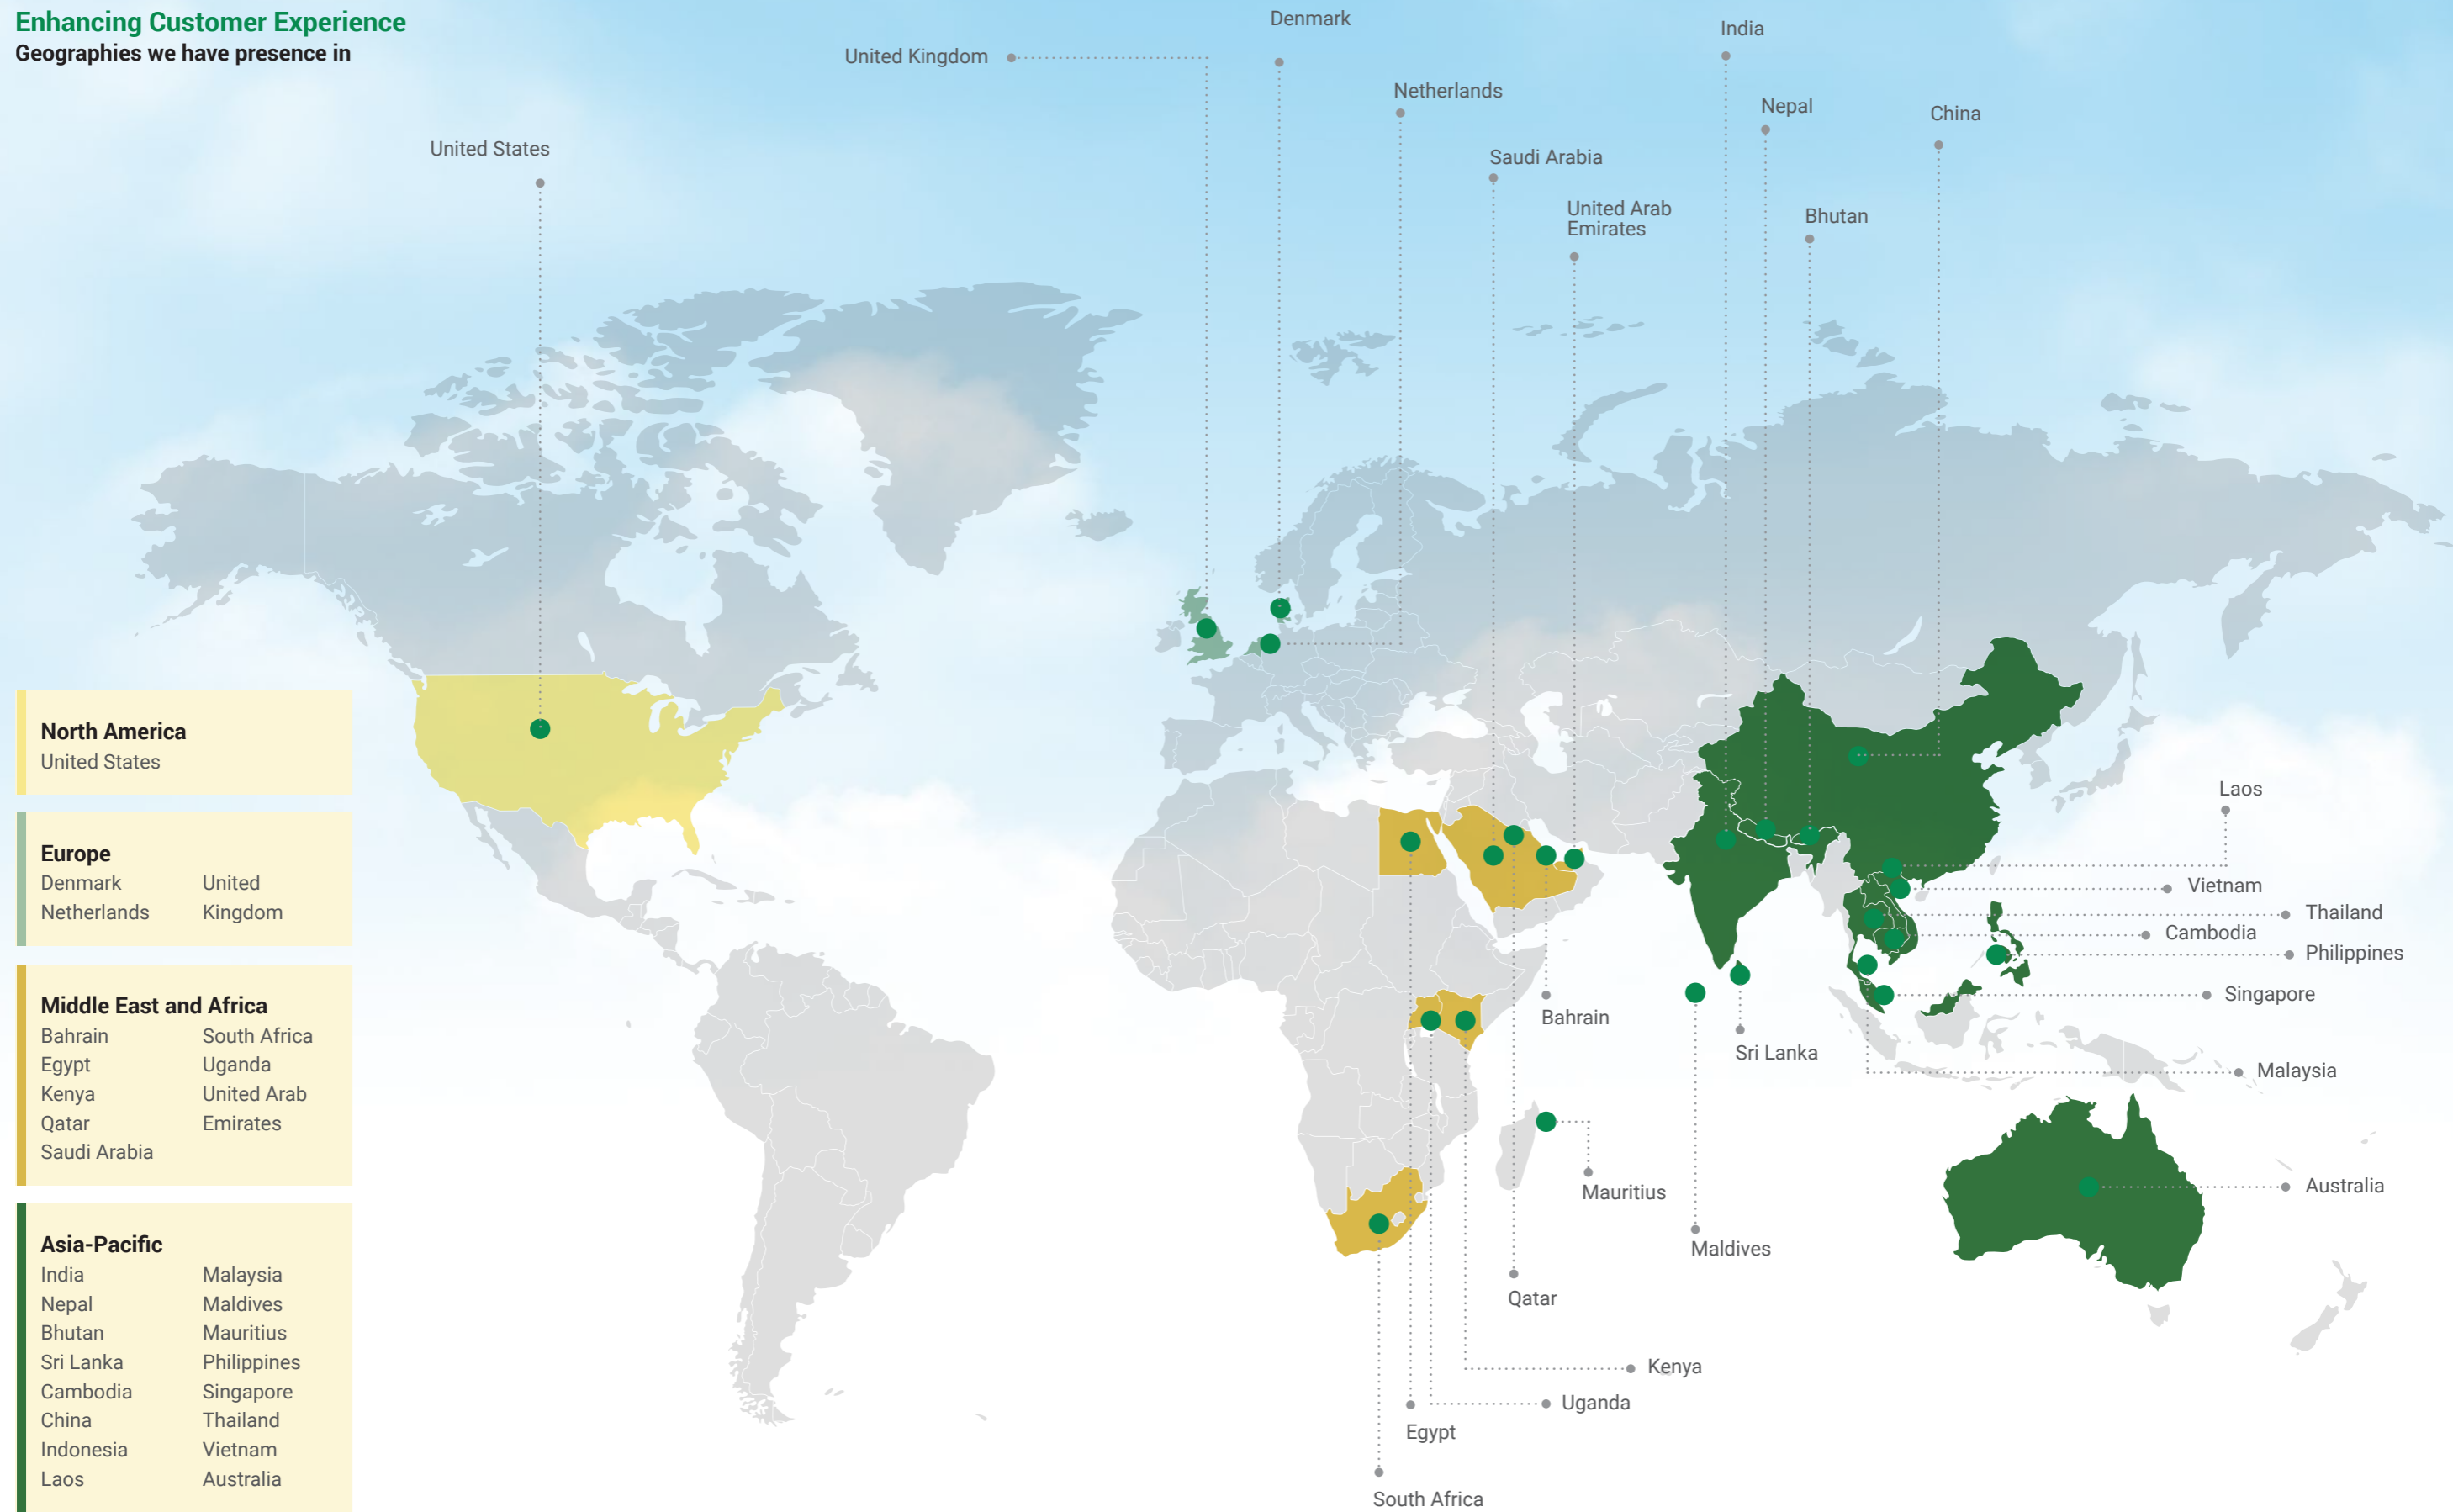 Enhancing Customer Experience
Geographies we have presence in
Denmark
United Kingdom
India
Netherlands
Nepal
China
United States
Saudi Arabia
United Arab
Emirates
Bhutan
North America
United States
Europe
Denmark United
Netherlands Kingdom
Middle East and Africa
Bahrain South Africa
Egypt Uganda
Kenya United Arab
Qatar Emirates
Saudi Arabia
Asia-Pacific
India Malaysia
Nepal Maldives
Bhutan Mauritius
Sri Lanka Philippines
Cambodia Singapore
China Thailand
Indonesia Vietnam
Laos Australia
Laos
Vietnam
Thailand
Cambodia
Philippines
Singapore
Bahrain
Sri Lanka
Malaysia
Mauritius
Australia
Maldives
Qatar
Kenya
Uganda
Egypt
South Africa